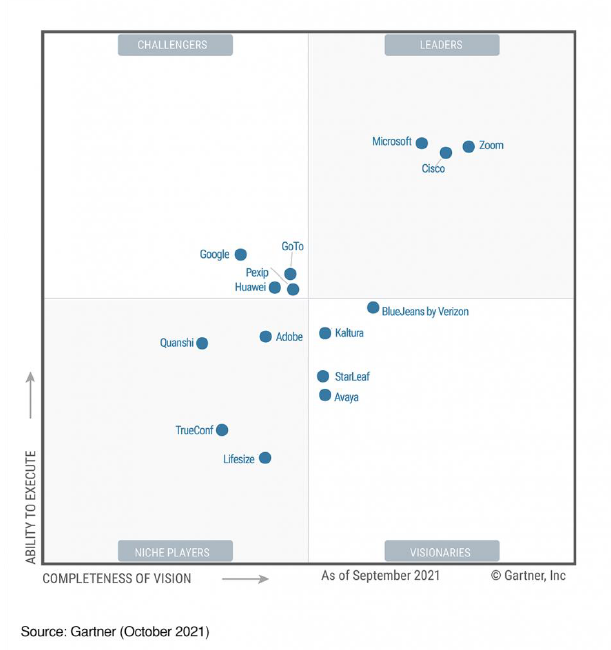 CHALLENGERS
LEADERS
Microsoft
Zoom
Cisco
GoTo
Google
Pexip
Huawei
BlueJeans by Verizon
Kaltura
Adobe
Quanshi
StarLeaf
Avaya
TrueConf
Lifesize
ABILITY TO EXECUTE
NICHE PLAYERS
VISIONARIES
COMPLETENESS OF VISION
As of September 2021
© Gartner, Inc
Source: Gartner (October 2021)